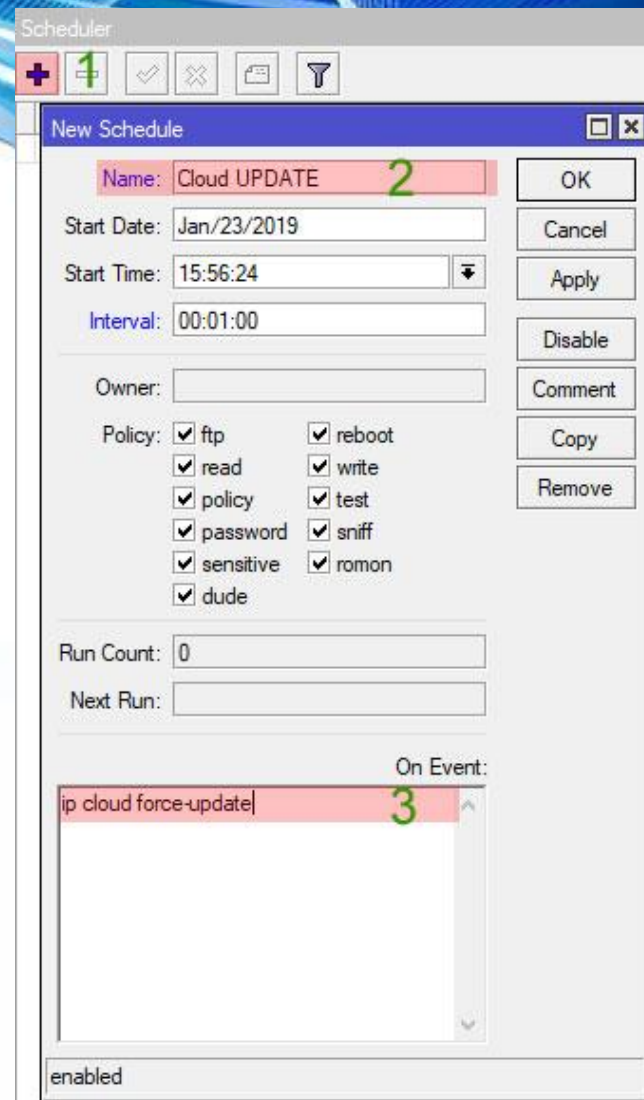 Scheduler
1
New Schedule
Name: Cloud UPDATE 2
OK
Start Date: Jan/23/2019
Cancel
Start Time: 15:56:24
Apply
Interval: 00:01:00
Disable
Owner:
Comment
Policy: ftp reboot
Copy
read write
Remove
policy test
password sniff
sensitive romon
dude
Run Count: 0
Next Run:
On Event:
ip cloud force-update 3
enabled